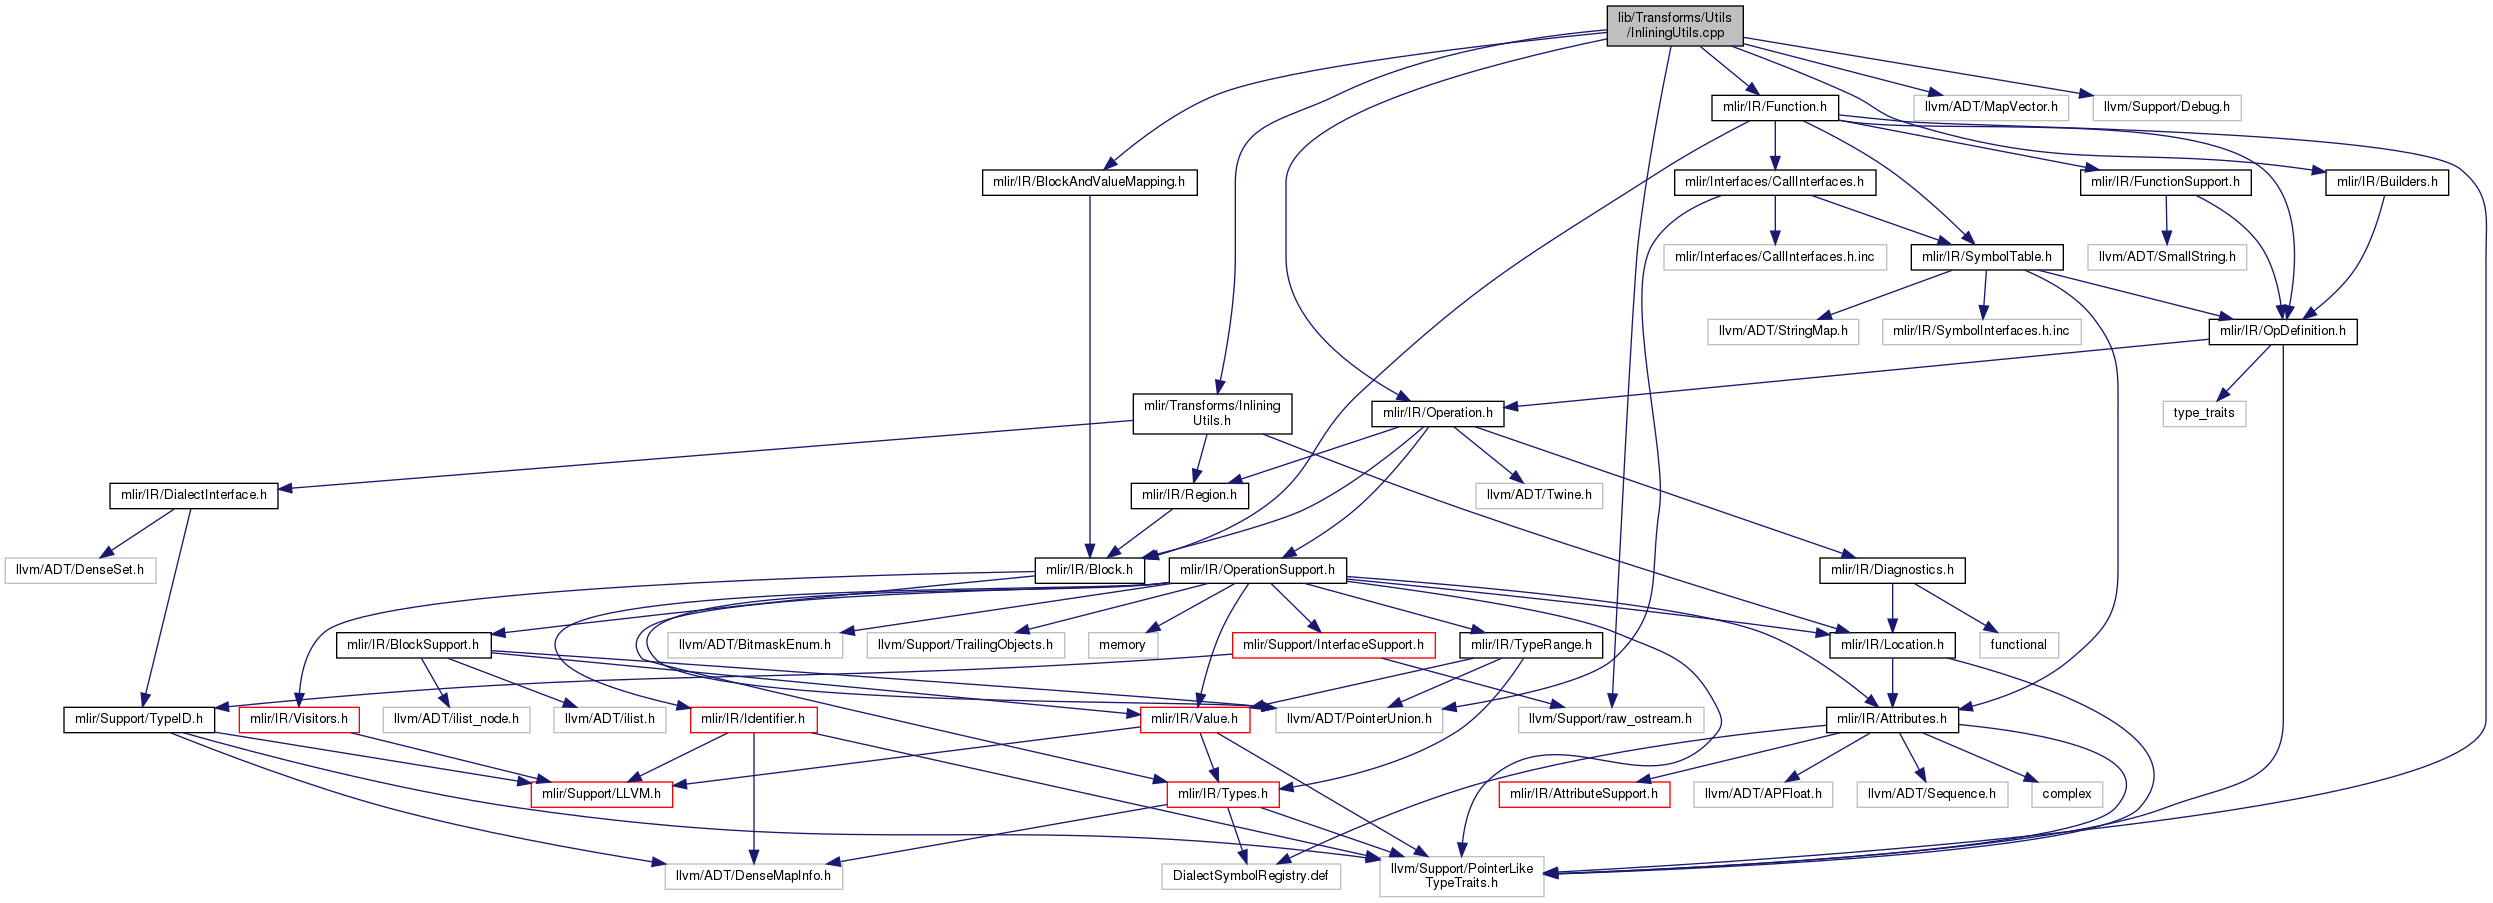 lib/Transforms/Utils
/InliningUtils.cpp
mlir/IR/Function.h
llvm/ADT/MapVector.h
llvm/Support/Debug.h
mlir/IR/BlockAndValueMapping.h
mlir/Interfaces/CallInterfaces.h
mlir/IR/FunctionSupport.h
mlir/IR/Builders.h
mlir/Interfaces/CallInterfaces.h.inc
mlir/IR/SymbolTable.h
llvm/ADT/SmallString.h
llvm/ADT/StringMap.h
mlir/IR/SymbolInterfaces.h.inc
mlir/IR/OpDefinition.h
mlir/Transforms/Inlining
Utils.h
mlir/IR/Operation.h
type_traits
mlir/IR/DialectInterface.h
mlir/IR/Region.h
llvm/ADT/Twine.h
llvm/ADT/DenseSet.h
mlir/IR/Block.h
mlir/IR/OperationSupport.h
mlir/IR/Diagnostics.h
mlir/IR/BlockSupport.h
llvm/ADT/BitmaskEnum.h
llvm/Support/TrailingObjects.h
memory
mlir/Support/InterfaceSupport.h
mlir/IR/TypeRange.h
mlir/IR/Location.h
functional
mlir/Support/TypeID.h
mlir/IR/Visitors.h
llvm/ADT/ilist_node.h
llvm/ADT/ilist.h
mlir/IR/Identifier.h
mlir/IR/Value.h
llvm/ADT/PointerUnion.h
llvm/Support/raw_ostream.h
mlir/IR/Attributes.h
mlir/Support/LLVM.h
mlir/IR/Types.h
mlir/IR/AttributeSupport.h
llvm/ADT/APFloat.h
llvm/ADT/Sequence.h
complex
llvm/ADT/DenseMapInfo.h
DialectSymbolRegistry.def
llvm/Support/PointerLike
TypeTraits.h